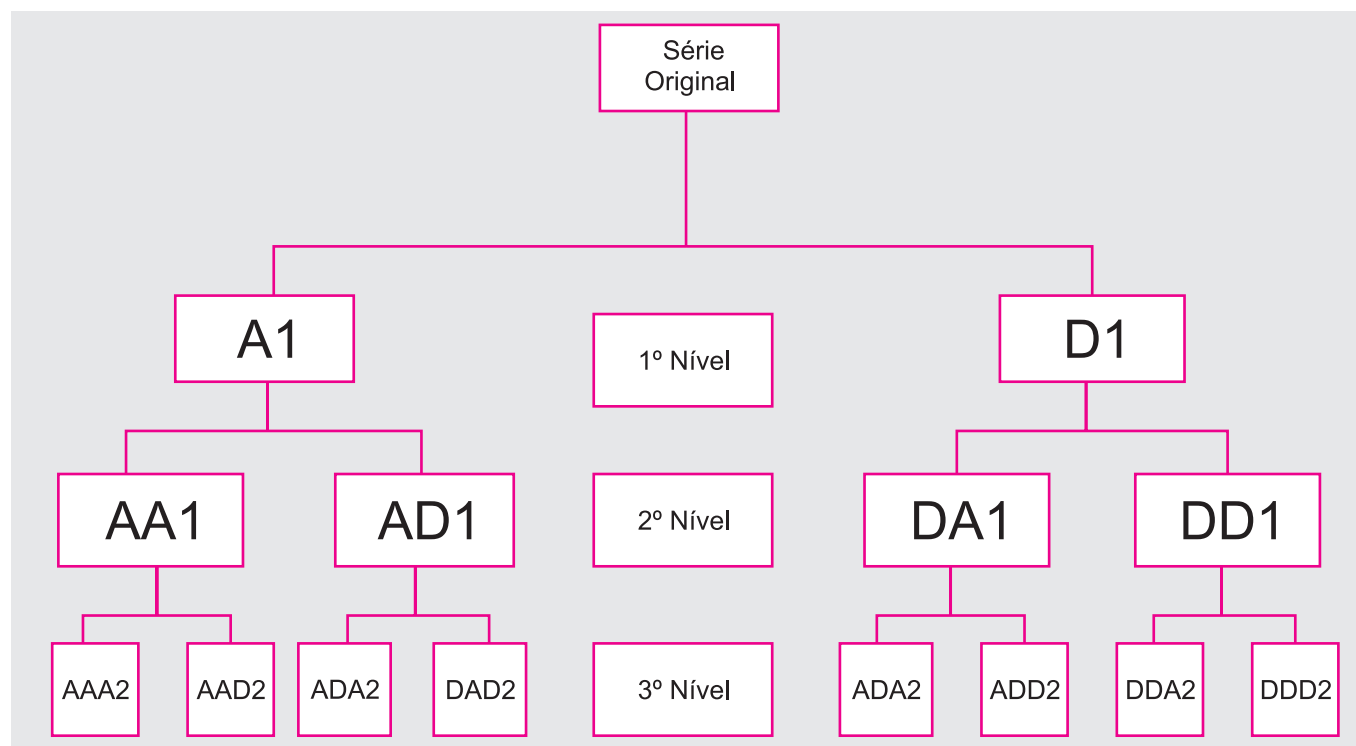 Série
Original
A1
1º Nível
D1
AA1
AD1
2º Nível
DA1
DD1
AAA2
AAD2
ADA2
DAD2
3º Nível
ADA2
ADD2
DDA2
DDD2